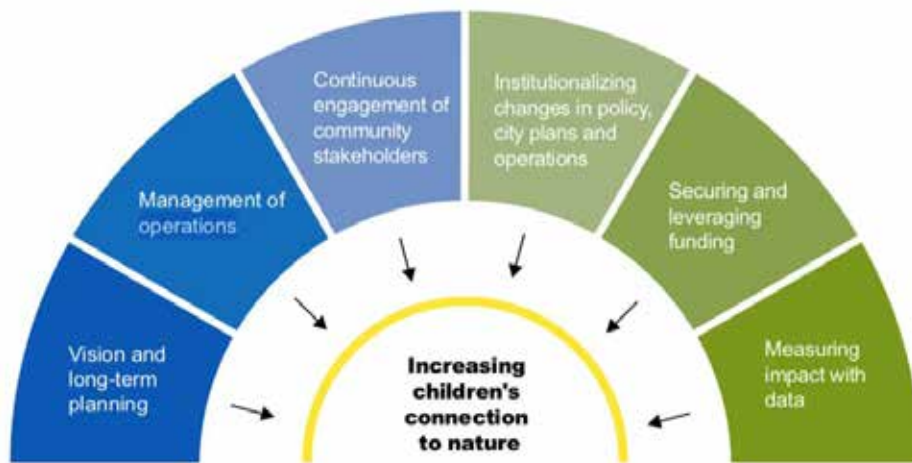 Vision and
long-term
planning
Management of
operations
Continuous
engagement of
community
stakeholders
Institutionalizing
changes in policy,
city plans and
operations
Securing and
leveraging
funding
Measuring
impact with
data
Increasing
children's
connection
to nature